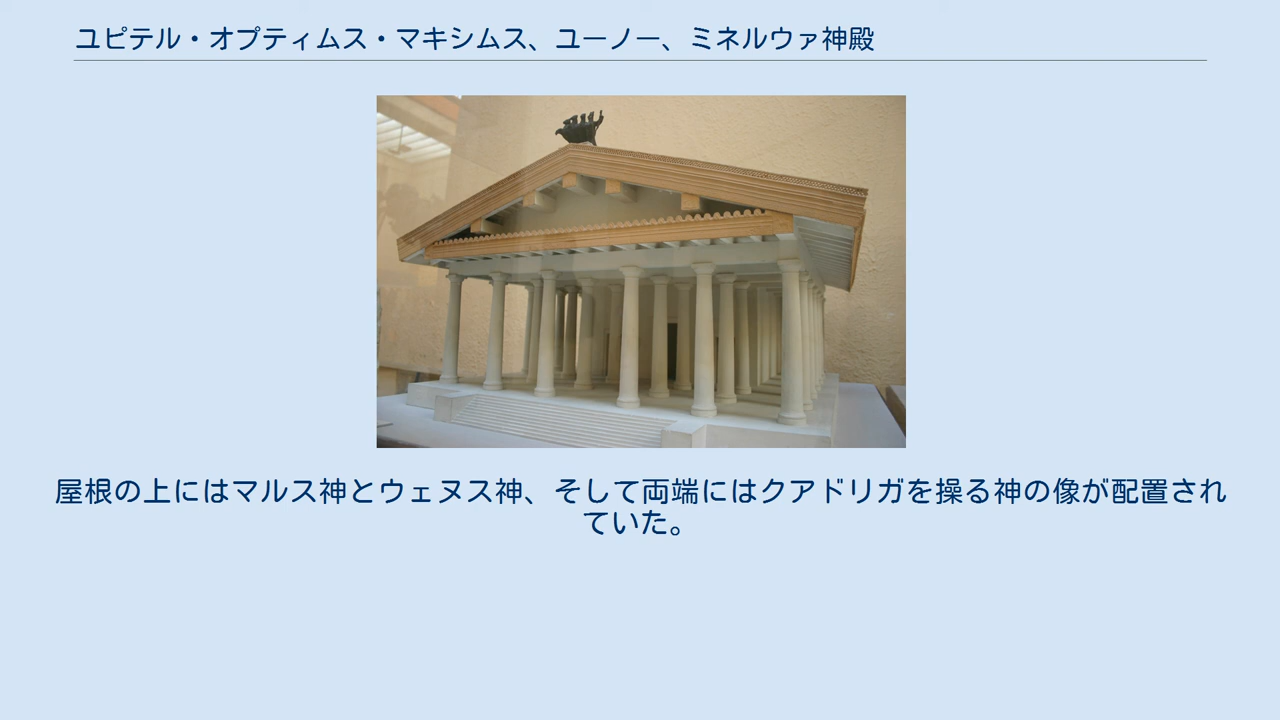 ユピテル・オプティムス・マキシムス、ユーノー、ミネルウァ神殿
屋根の上にはマルス神とウェヌス神、そして両端にはクアドリガを操る神の像が配置され
ていた。